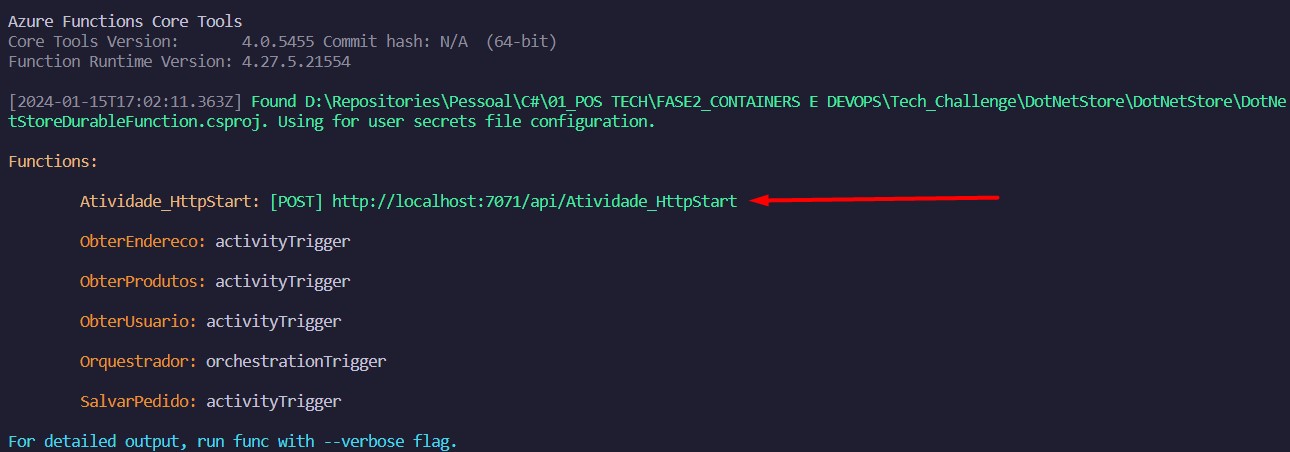 Azure Functions Core Tools
Core Tools Version:       4.0.5455 Commit hash: N/A  (64-bit)
Function Runtime Version: 4.27.5.21554
[2024-01-15T17:02:11.363Z] Found D:\Repositories\Pessoal\C#\01_POS TECH\FASE2_CONTAINERS E DEVOPS\Tech_Challenge\DotNetStore\DotNetStore\DotNe
tStoreDurableFunction.csproj. Using for user secrets file configuration.
Functions:
Atividade_HttpStart: [POST] http://localhost:7071/api/Atividade_HttpStart
ObterEndereco: activityTrigger
ObterProdutos: activityTrigger
ObterUsuario: activityTrigger
Orquestrador: orchestrationTrigger
SalvarPedido: activityTrigger
For detailed output, run func with --verbose flag.